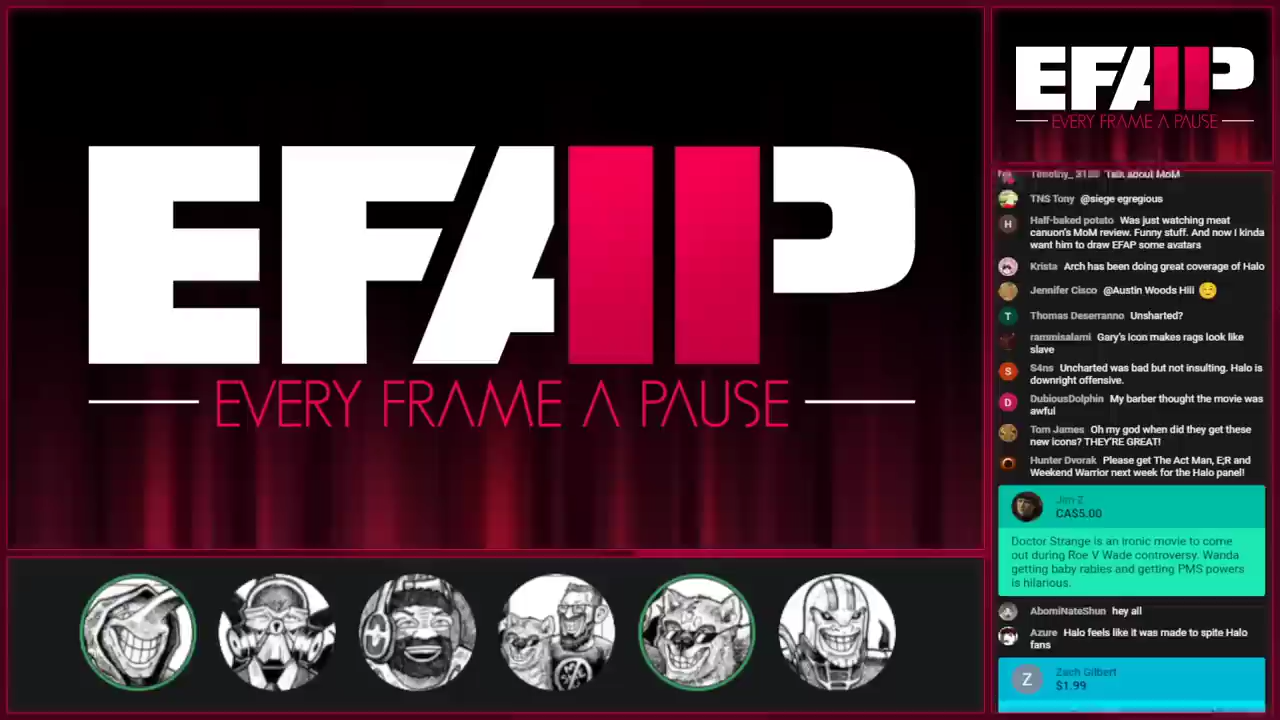 EFAP
EVERY FRAME A PAUSE
EFAP
EVERY FRAME A PAUSE
Talk about MoM
TNS Tony @siege egregious
Half-baked potato Was just watching meat
canuon's MoM review. Funny stuff. And now I kinda
want him to draw EFAP some avatars
Krista Arch has been doing great coverage of Halo
Jennifer Cisco @Austin Woods Hill
T
Thomas Deserranno Unsharted?
rammisalami Gary's icon makes rags look like
slave
S4ns Uncharted was bad but not insulting. Halo is
downright offensive.
DubiousDolphin My barber thought the movie was
awful
Tom James Oh my god when did they get these
new icons? THEY'RE GREAT!
Hunter Dvorak Please get The Act Man, E;R and
Weekend Warrior next week for the Halo panel!
Jim Z
CA$5.00
Doctor Strange is an ironic movie to come
out during Roe V Wade controversy. Wanda
getting baby rabies and getting PMS powers
is hilarious.
AbomiNateShun hey all
Azure Halo feels like it was made to spite Halo
fans
Z
Zach Gilbert
$1.99